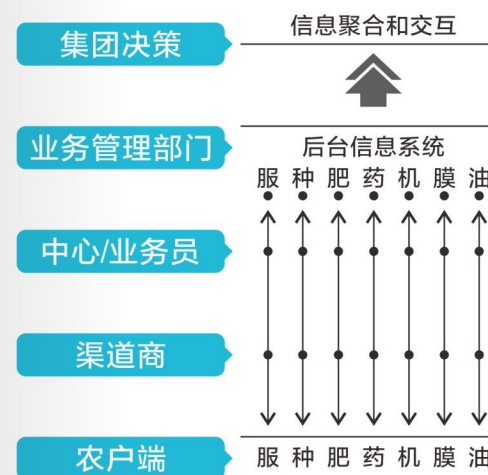 信息聚合和交互
集团决策
业务管理部门
后台信息系统
服 种 肥 药 机 膜 油
中心/业务员
渠道商
农户端
服 种 肥 药 机 膜 油